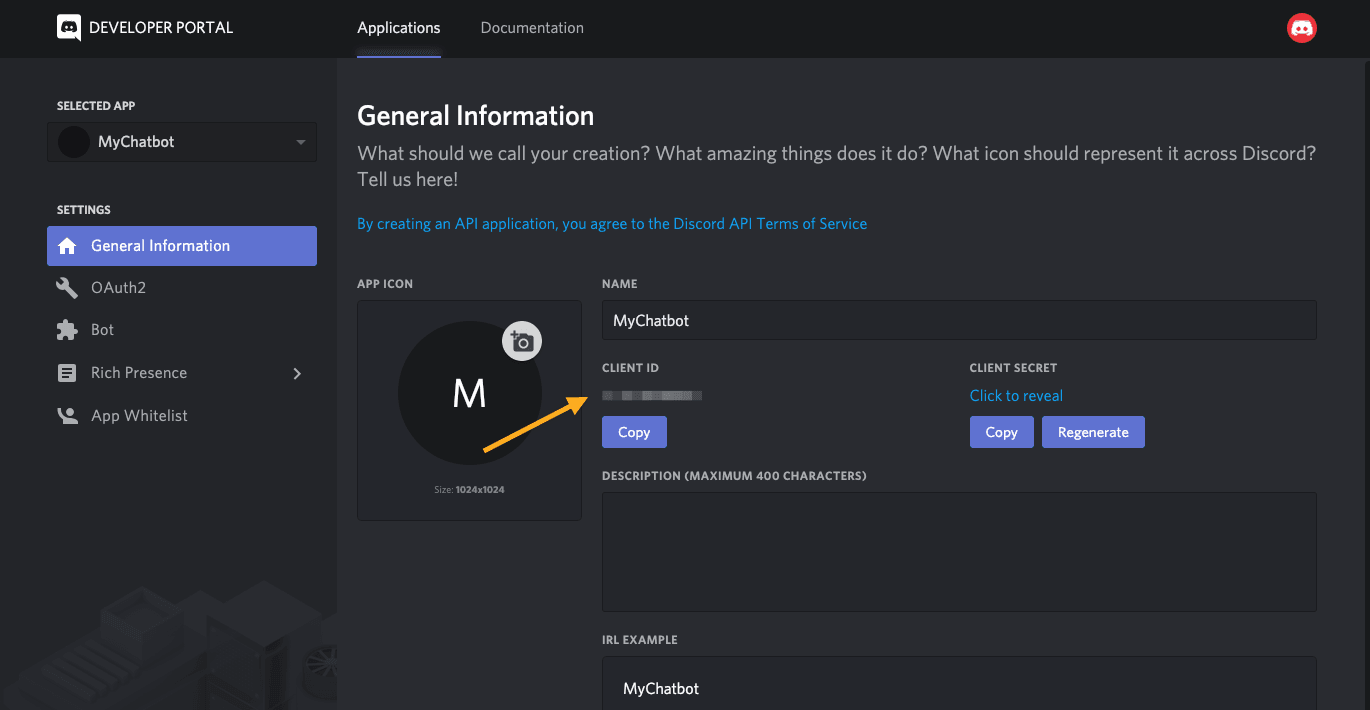 DEVELOPER PORTAL
Applications
Documentation
SELECTED APP
MyChatbot
SETTINGS
General Information
OAuth2
Bot
Rich Presence
App Whitelist
General Information
What should we call your creation? What amazing things does it do? What icon should represent it across Discord?
Tell us here!
By creating an API application, you agree to the Discord API Terms of Service
APP ICON
M
Size: 1024x1024
NAME
MyChatbot
CLIENT ID
Copy
CLIENT SECRET
Click to reveal
Copy
Regenerate
DESCRIPTION (MAXIMUM 400 CHARACTERS)
IRL EXAMPLE
MyChatbot